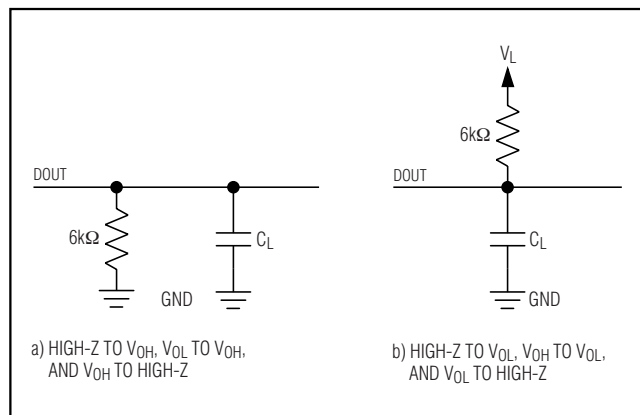 DOUT
6kΩ
C_L
GND
a) HIGH-Z TO V_OH, V_OL TO V_OH,
AND V_OH TO HIGH-Z
V_L
6kΩ
DOUT
C_L
GND
b) HIGH-Z TO V_OL, V_OH TO V_OL,
AND V_OL TO HIGH-Z